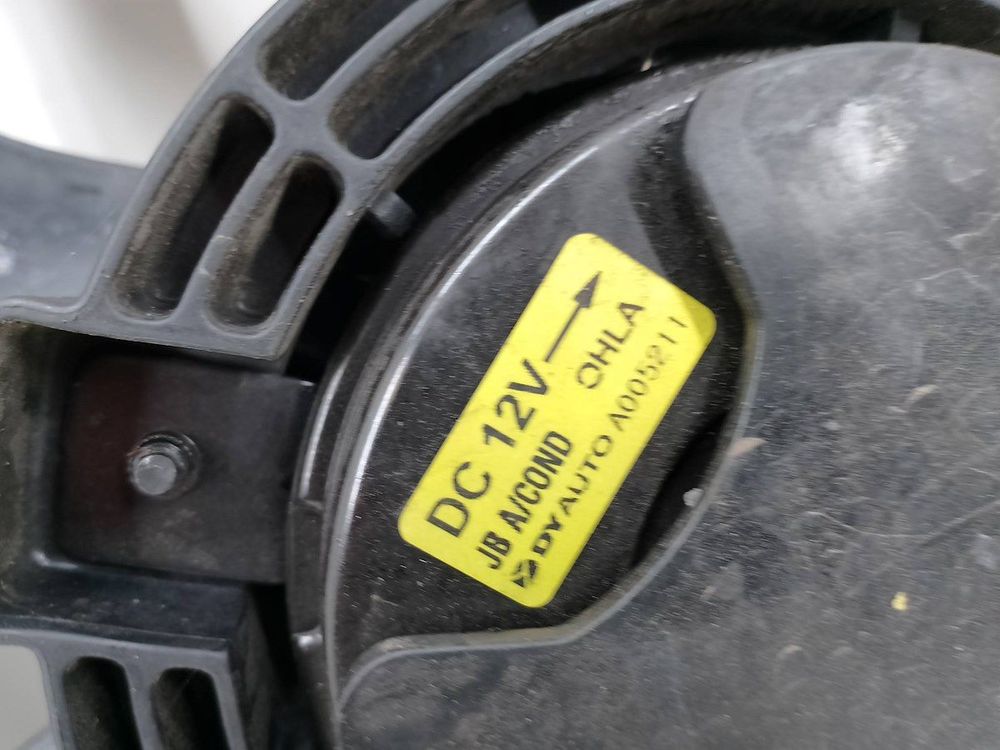 DC 12V
JB A/COND OHLA
DYAUTO A005211